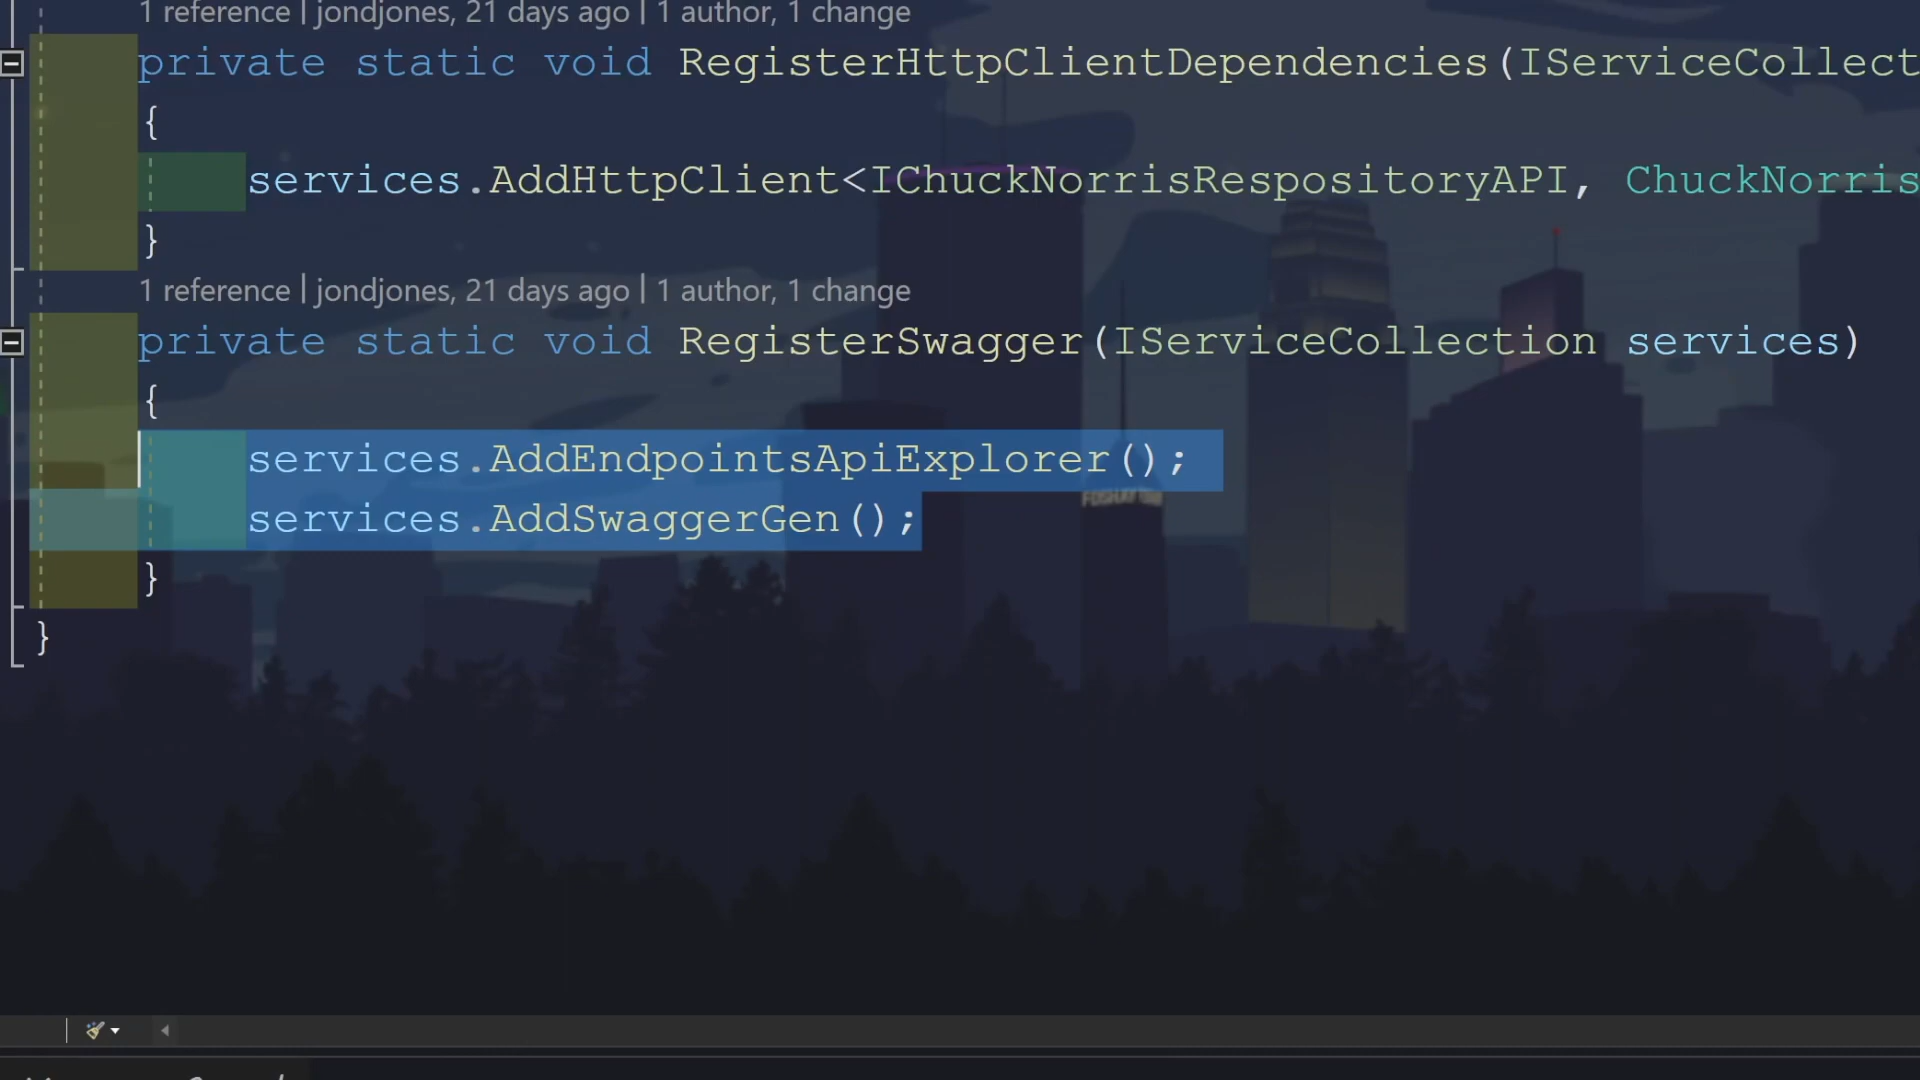 1 reference | jondjones, 21 days ago | 1 author, 1 change
private static void RegisterHttpClientDependencies(IServiceCollect
{
services.AddHttpClient<IChuckNorrisRespositoryAPI, ChuckNorris
}
1 reference | jondjones, 21 days ago | 1 author, 1 change
private static void RegisterSwagger(IServiceCollection services)
{
services.AddEndpointsApiExplorer();
services.AddSwaggerGen();
}
}